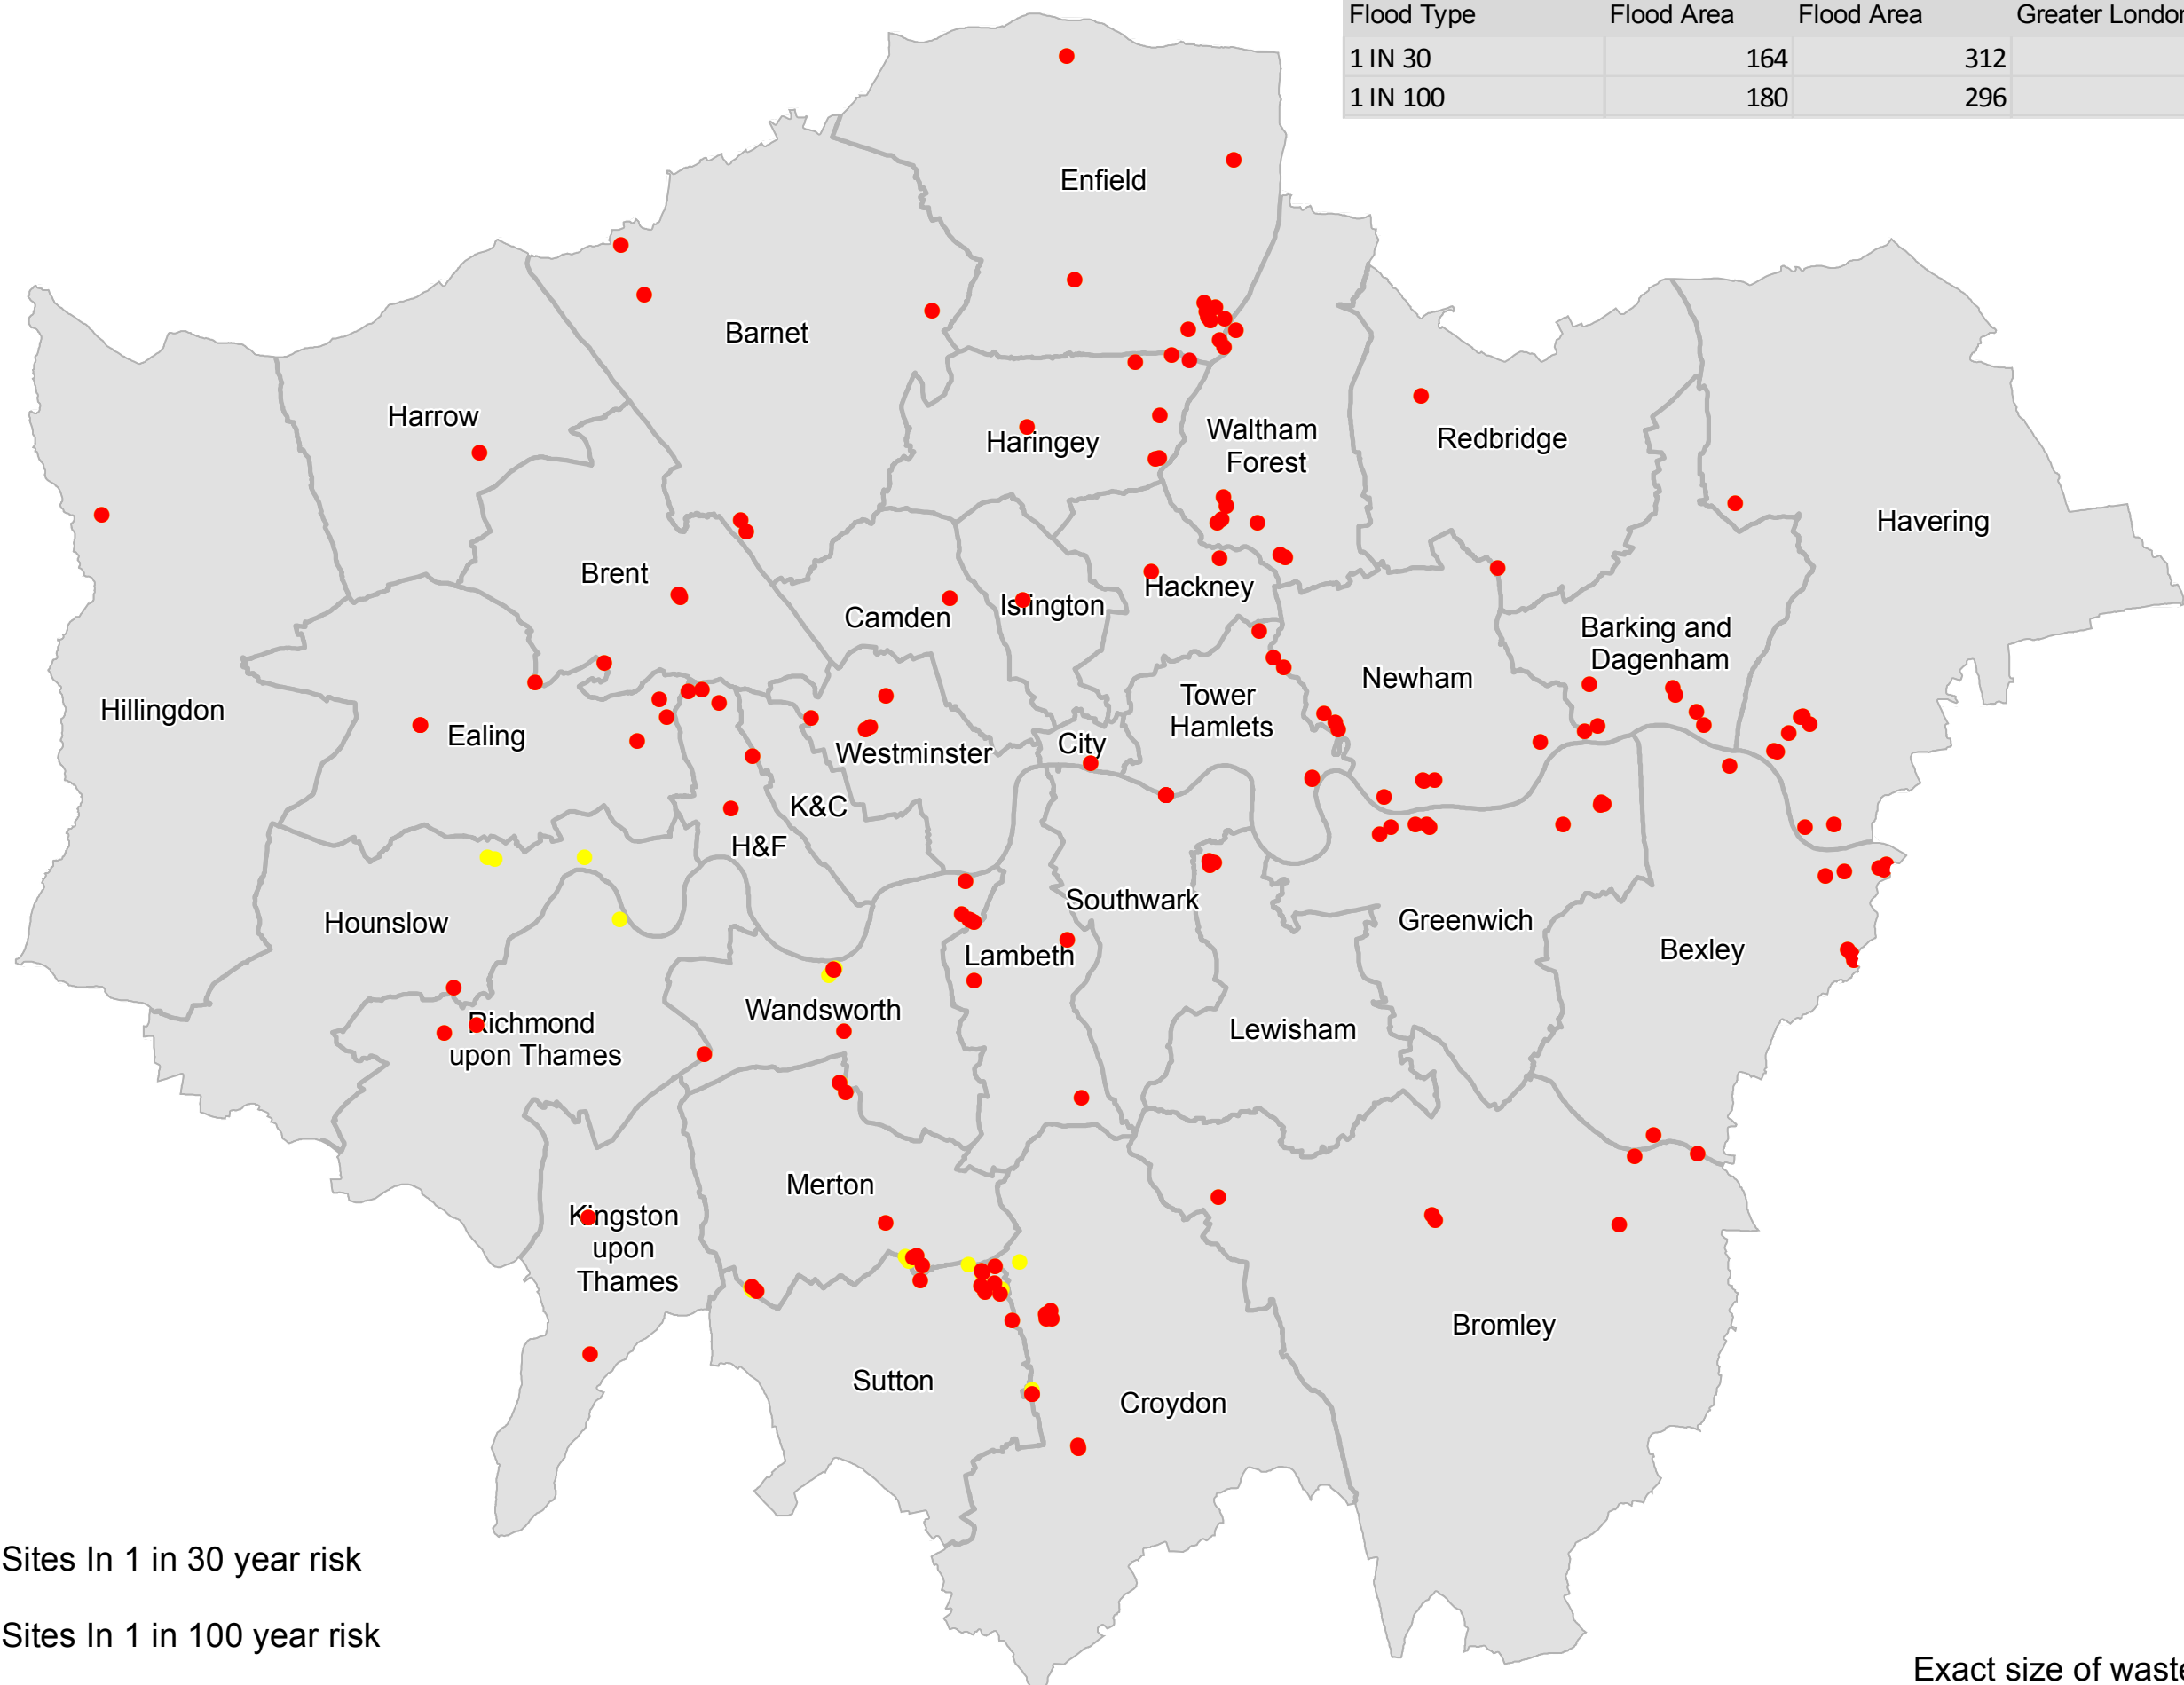 Flood Type Flood Area Flood Area Greater London
1 IN 30 164 312
1 IN 100 180 296
Enfield
Barnet
Harrow
Haringey
Waltham
Forest
Redbridge
Havering
Brent
Camden
Islington
Hackney
Barking and
Dagenham
Hillingdon
Ealing
Westminster
City
Tower
Hamlets
Newham
K&C
H&F
Hounslow
Southwark
Lambeth
Greenwich
Bexley
Wandsworth
Richmond
upon Thames
Lewisham
Merton
Kingston
upon
Thames
Bromley
Sutton
Croydon
Sites In 1 in 30 year risk
Sites In 1 in 100 year risk
Exact size of waste